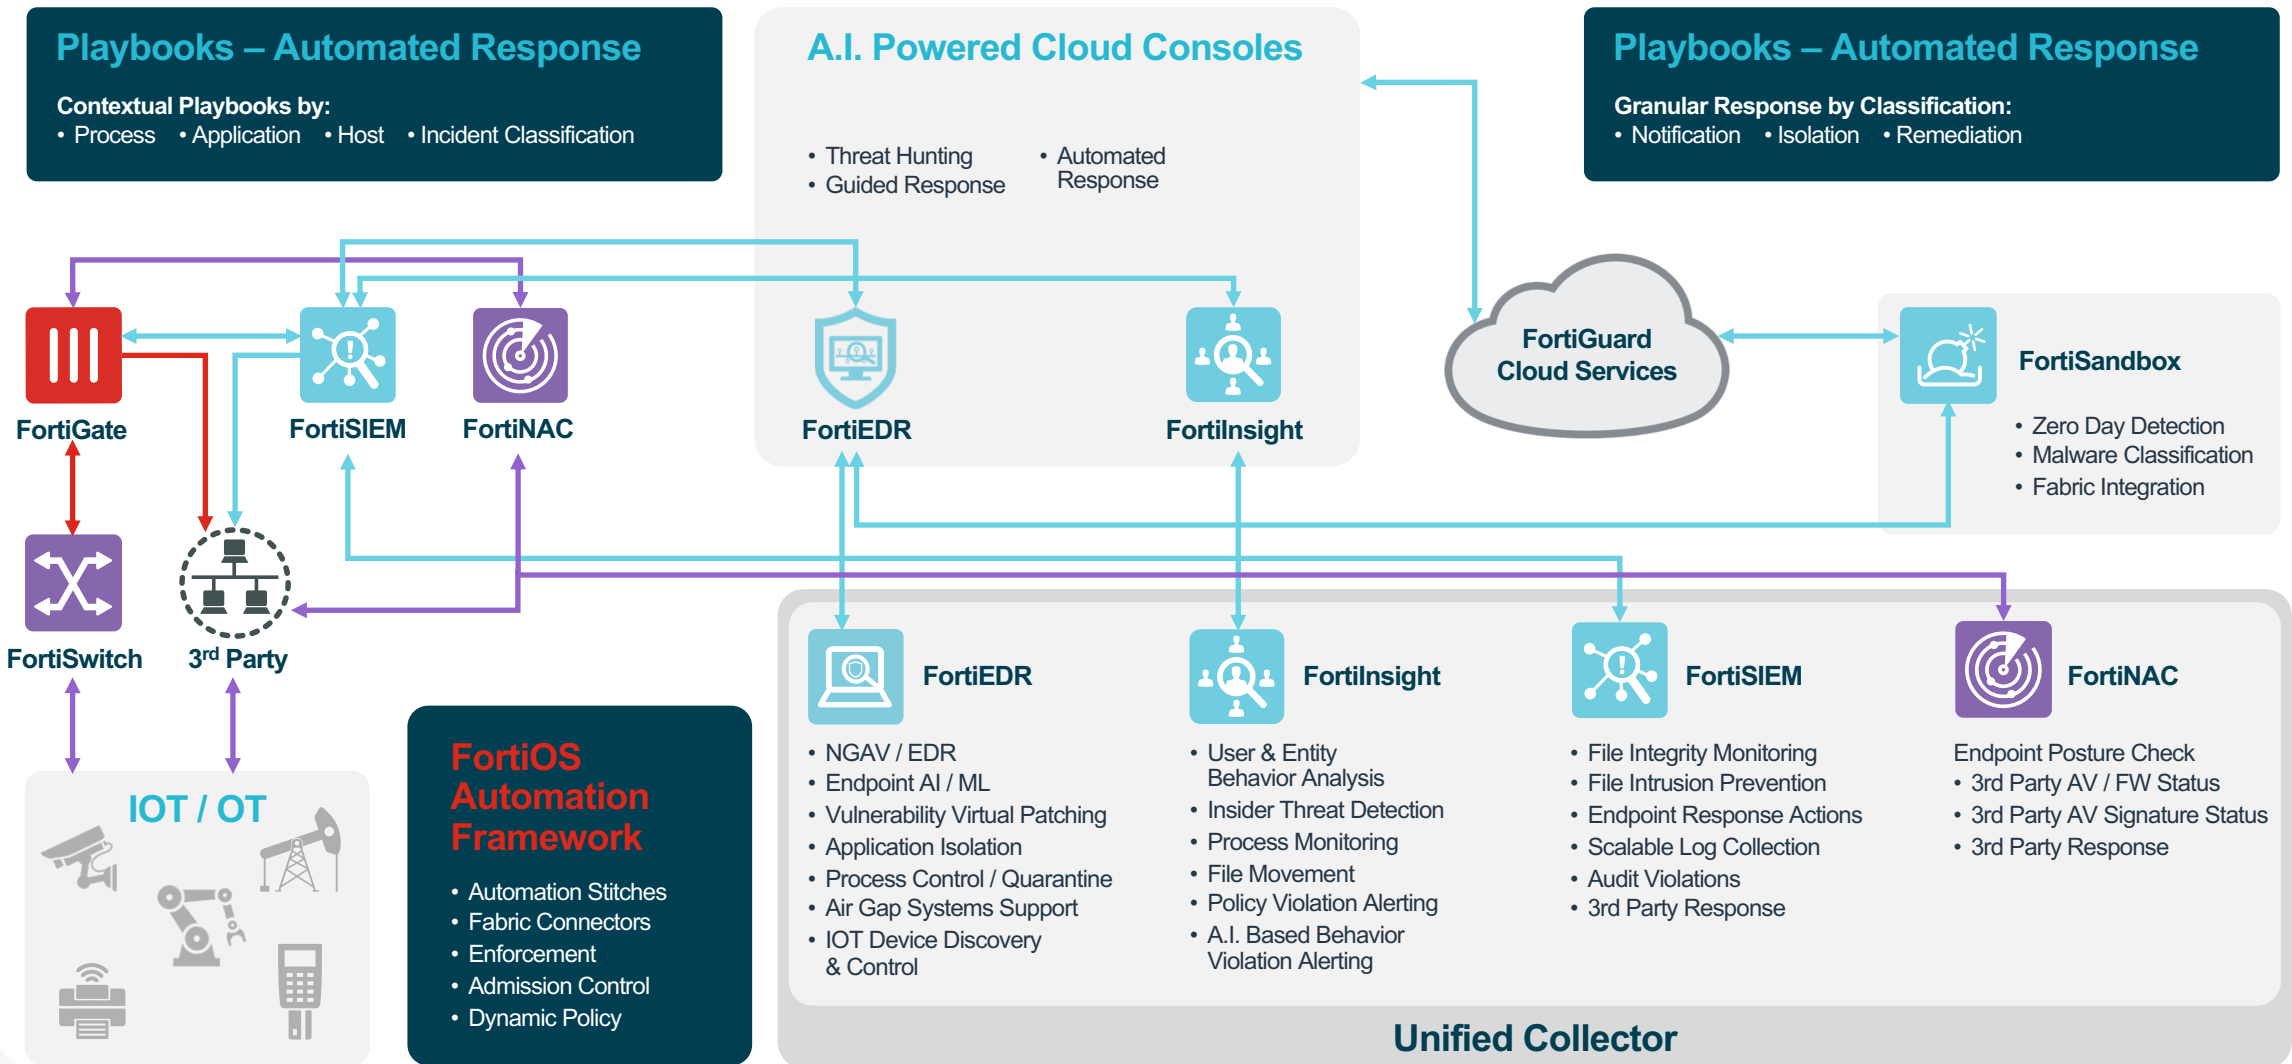 Playbooks – Automated Response
Contextual Playbooks by:
• Process • Application • Host • Incident Classification
A.I. Powered Cloud Consoles
• Threat Hunting
• Guided Response
• Automated
Response
Playbooks – Automated Response
Granular Response by Classification:
• Notification • Isolation • Remediation
FortiGate
FortiSIEM
FortiNAC
FortiEDR
FortiInsight
FortiGuard
Cloud Services
FortiSandbox
• Zero Day Detection
• Malware Classification
• Fabric Integration
FortiSwitch
3rd Party
IOT / OT
FortiOS
Automation
Framework
• Automation Stitches
• Fabric Connectors
• Enforcement
• Admission Control
• Dynamic Policy
FortiEDR
• NGAV / EDR
• Endpoint AI / ML
• Vulnerability Virtual Patching
• Application Isolation
• Process Control / Quarantine
• Air Gap Systems Support
• IOT Device Discovery
& Control
FortiInsight
• User & Entity
Behavior Analysis
• Insider Threat Detection
• Process Monitoring
• File Movement
• Policy Violation Alerting
• A.I. Based Behavior
Violation Alerting
FortiSIEM
• File Integrity Monitoring
• File Intrusion Prevention
• Endpoint Response Actions
• Scalable Log Collection
• Audit Violations
• 3rd Party Response
FortiNAC
Endpoint Posture Check
• 3rd Party AV / FW Status
• 3rd Party AV Signature Status
• 3rd Party Response
Unified Collector